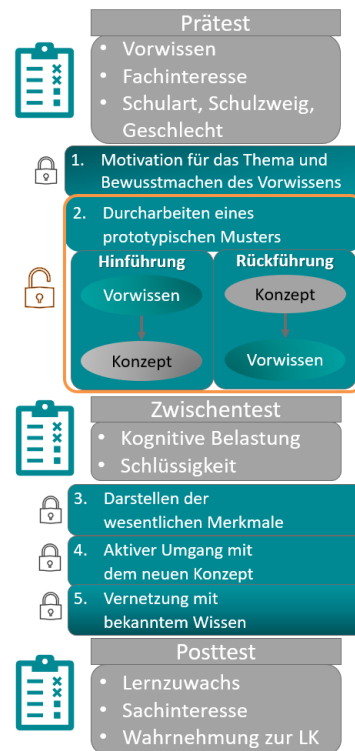 Prätest
• Vorwissen
• Fachinteresse
• Schulart, Schulzweig,
Geschlecht
1. Motivation für das Thema und
Bewusstmachen des Vorwissens
2. Durcharbeiten eines
prototypischen Musters
Hinführung
Vorwissen
Konzept
Rückführung
Konzept
Vorwissen
Zwischentest
• Kognitive Belastung
• Schlüssigkeit
3. Darstellen der
wesentlichen Merkmale
4. Aktiver Umgang mit
dem neuen Konzept
5. Vernetzung mit
bekanntem Wissen
Posttest
• Lernzuwachs
• Sachinteresse
• Wahrnehmung zur LK